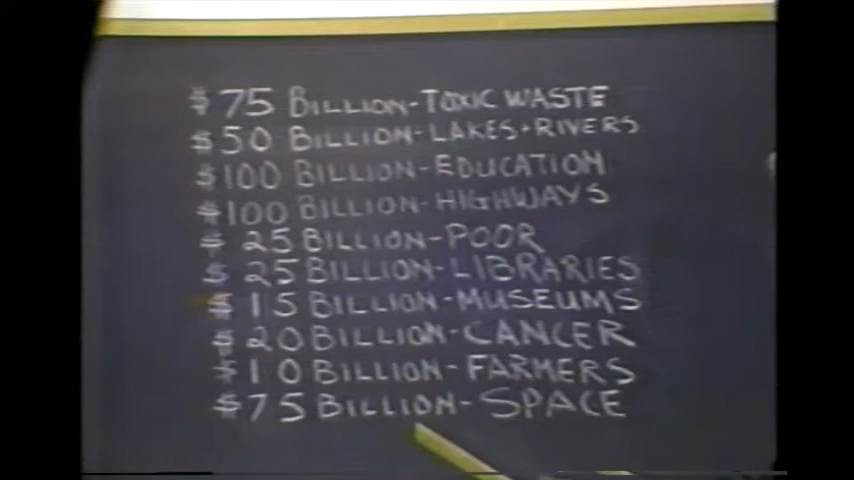 $75 BILLION-TOXIC WASTE
$50 BILLION-LAKES+RIVERS
$100 BILLION-EDUCATION
$100 BILLION-HIGHWAYS
$25 BILLION-POOR
$25 BILLION-LIBRARIES
$15 BILLION-MUSEUMS
$20 BILLION-CANCER
$10 BILLION-FARMERS
$75 BILLION-SPACE